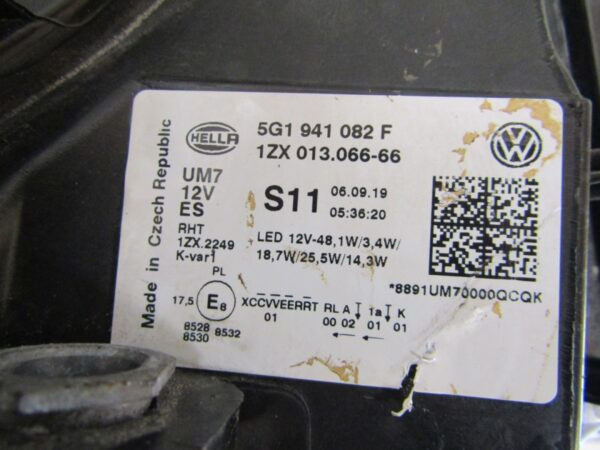 Made in Czech Republic
HELLA
5G1 941 082 F
1ZX 013.066-66
UM7
12V
ES
S11
06.09.19
05:36:20
RHT
1ZX.2249
K-var1
LED 12V-48,1W/3,4W/
18,7W/25,5W/14,3W
*8891UM70000QCQK
PL
17,5 E8 XCCVVEERRT RL A 1a K
01 00 02 01 01
8528 8532
8530